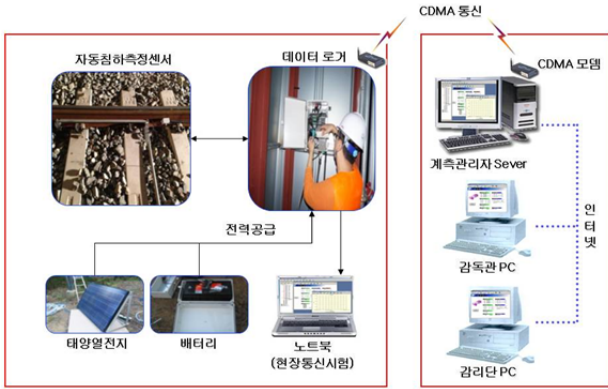 CDMA 통신
자동침하측정센서
데이터 로거
CDMA 모뎀
계측관리자 Sever
전력공급
감독관 PC
인터넷
태양열전지
배터리
노트북
(현장통신시험)
감리단 PC